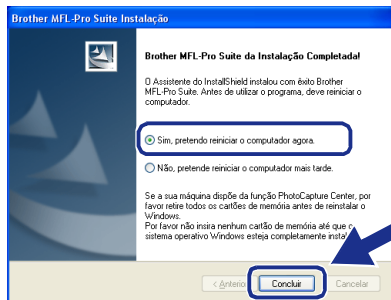 Brother MFL-Pro Suite Instalação
Brother MFL-Pro Suite da Instalação Completada!
O Assistente do InstallShield instalou com êxito Brother
MFL-Pro Suite. Antes de utilizar o programa, deve reiniciar o
computador.
Sim, pretendo reiniciar o computador agora.
Não, pretende reiniciar o computador mais tarde.
Se a sua máquina dispõe da função PhotoCapture Center, por
favor retire todos os cartões de memória antes de reinstalar o
Windows.
Por favor não insira nenhum cartão de memória até que o
sistema operativo Windows esteja completamente
< Anterior
Concluir
Cancelar